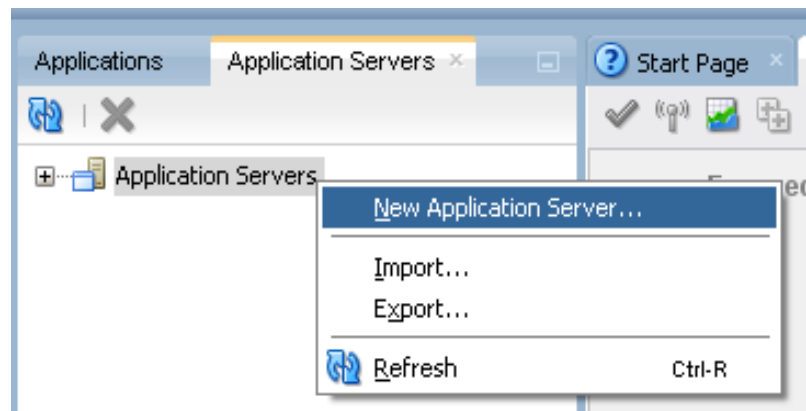 Applications Application Servers
Start Page
Application Servers
New Application Server...
Import...
Export...
Refresh Ctrl-R